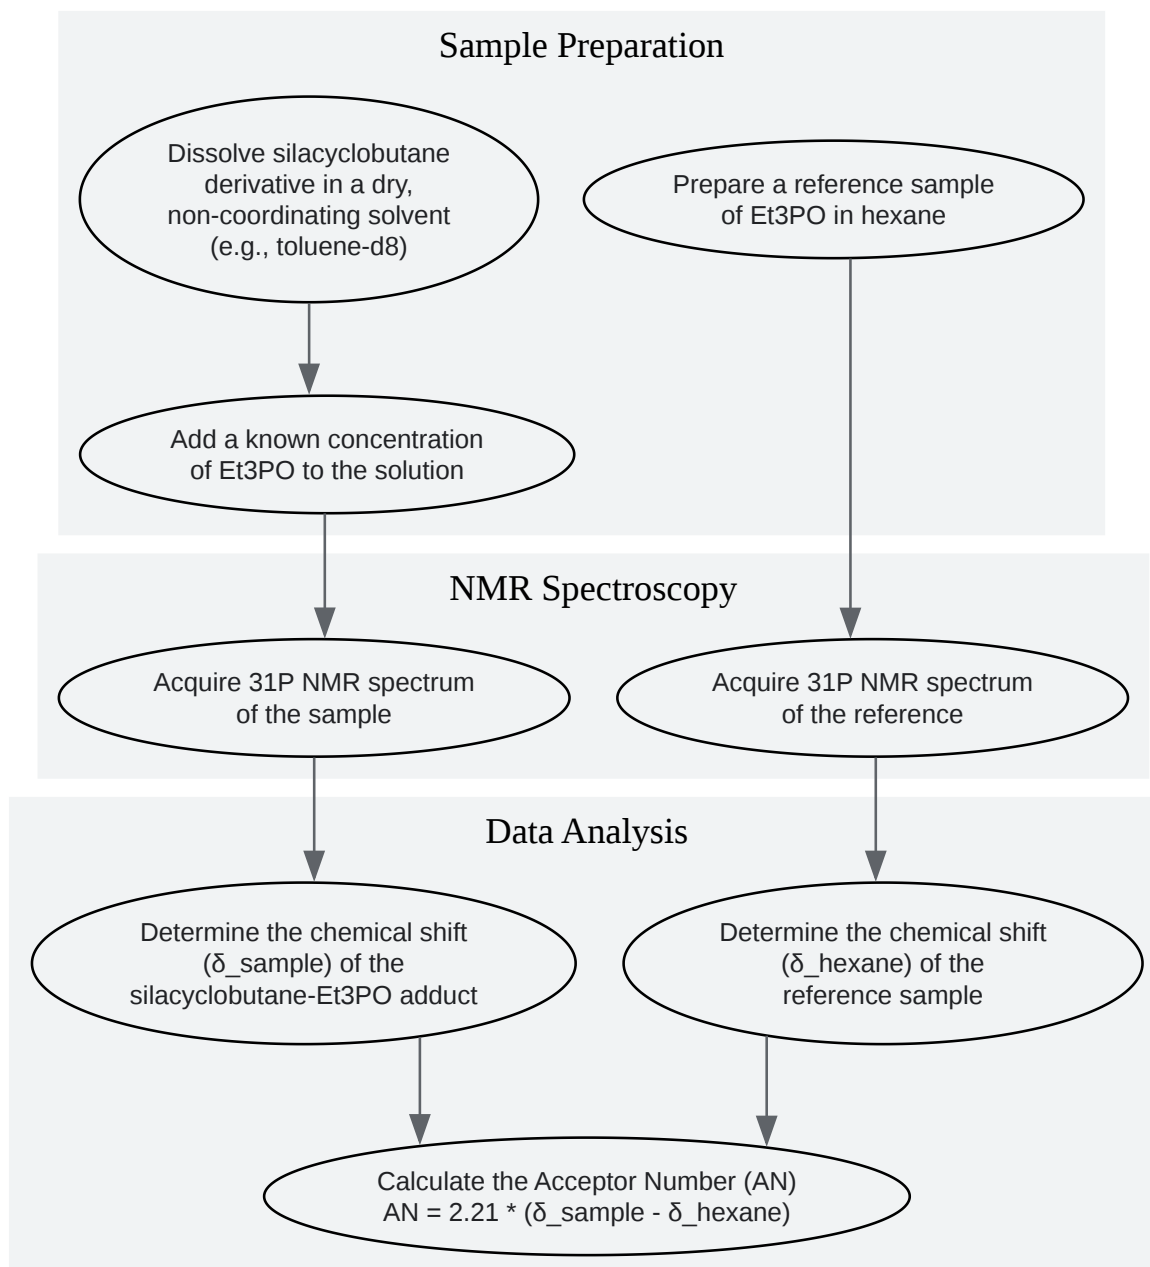 Sample Preparation
Dissolve silacyclobutane
derivative in a dry,
non-coordinating solvent
(e.g., toluene-d8)
Prepare a reference sample
of Et3PO in hexane
Add a known concentration
of Et3PO to the solution
NMR Spectroscopy
Acquire 31P NMR spectrum
of the sample
Acquire 31P NMR spectrum
of the reference
Data Analysis
Determine the chemical shift
(δ_sample) of the
silacyclobutane-Et3PO adduct
Determine the chemical shift
(δ_hexane) of the
reference sample
Calculate the Acceptor Number (AN)
AN = 2.21 * (δ_sample - δ_hexane)